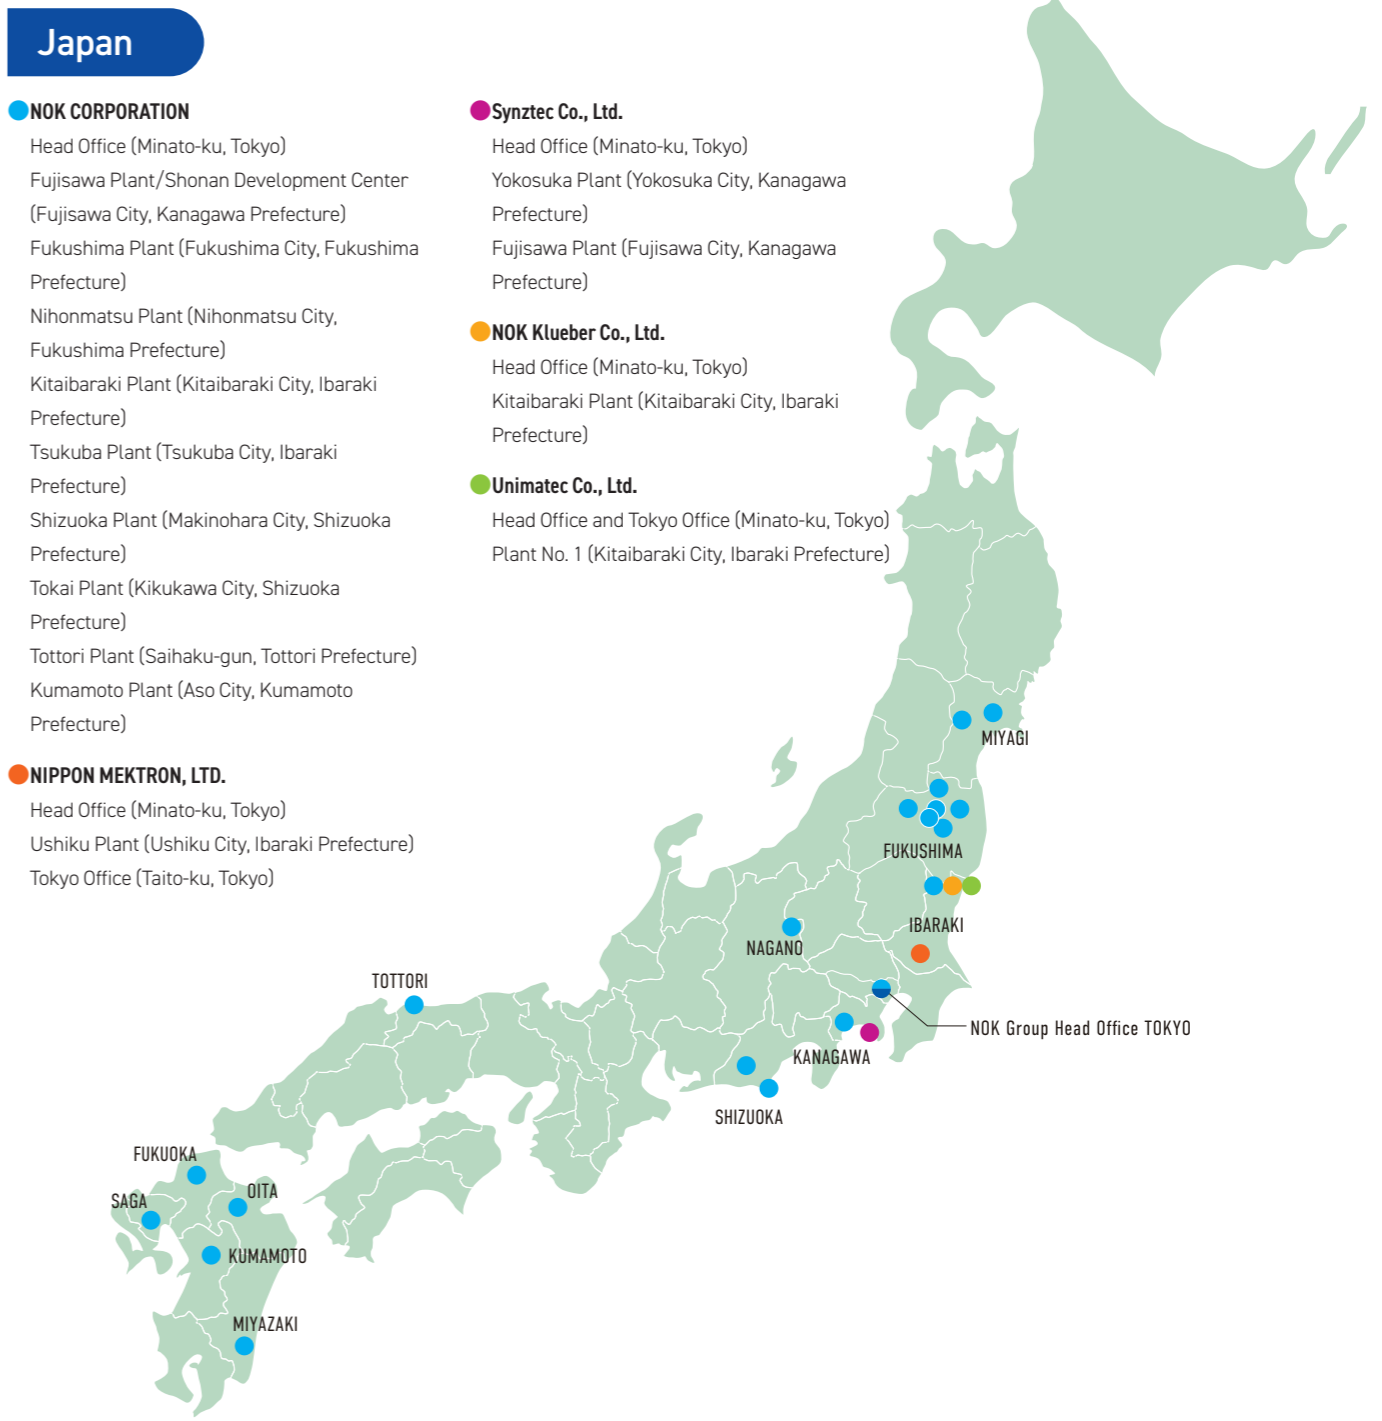 Japan
NOK CORPORATION
Head Office (Minato-ku, Tokyo)
Fujisawa Plant/Shonan Development Center
(Fujisawa City, Kanagawa Prefecture)
Fukushima Plant (Fukushima City, Fukushima
Prefecture)
Nihonmatsu Plant (Nihonmatsu City,
Fukushima Prefecture)
Kitaibaraki Plant (Kitaibaraki City, Ibaraki
Prefecture)
Tsukuba Plant (Tsukuba City, Ibaraki
Prefecture)
Shizuoka Plant (Makinohara City, Shizuoka
Prefecture)
Tokai Plant (Kikukawa City, Shizuoka
Prefecture)
Tottori Plant (Saihaku-gun, Tottori Prefecture)
Kumamoto Plant (Aso City, Kumamoto
Prefecture)
NIPPON MEKTRON, LTD.
Head Office (Minato-ku, Tokyo)
Ushiku Plant (Ushiku City, Ibaraki Prefecture)
Tokyo Office (Taito-ku, Tokyo)
Synztec Co., Ltd.
Head Office (Minato-ku, Tokyo)
Yokosuka Plant (Yokosuka City, Kanagawa
Prefecture)
Fujisawa Plant (Fujisawa City, Kanagawa
Prefecture)
NOK Klueber Co., Ltd.
Head Office (Minato-ku, Tokyo)
Kitaibaraki Plant (Kitaibaraki City, Ibaraki
Prefecture)
Unimatec Co., Ltd.
Head Office and Tokyo Office (Minato-ku, Tokyo)
Plant No. 1 (Kitaibaraki City, Ibaraki Prefecture)
MIYAGI
FUKUSHIMA
IBARAKI
NAGANO
TOTTORI
NOK Group Head Office TOKYO
KANAGAWA
SHIZUOKA
FUKUOKA
OITA
SAGA
KUMAMOTO
MIYAZAKI